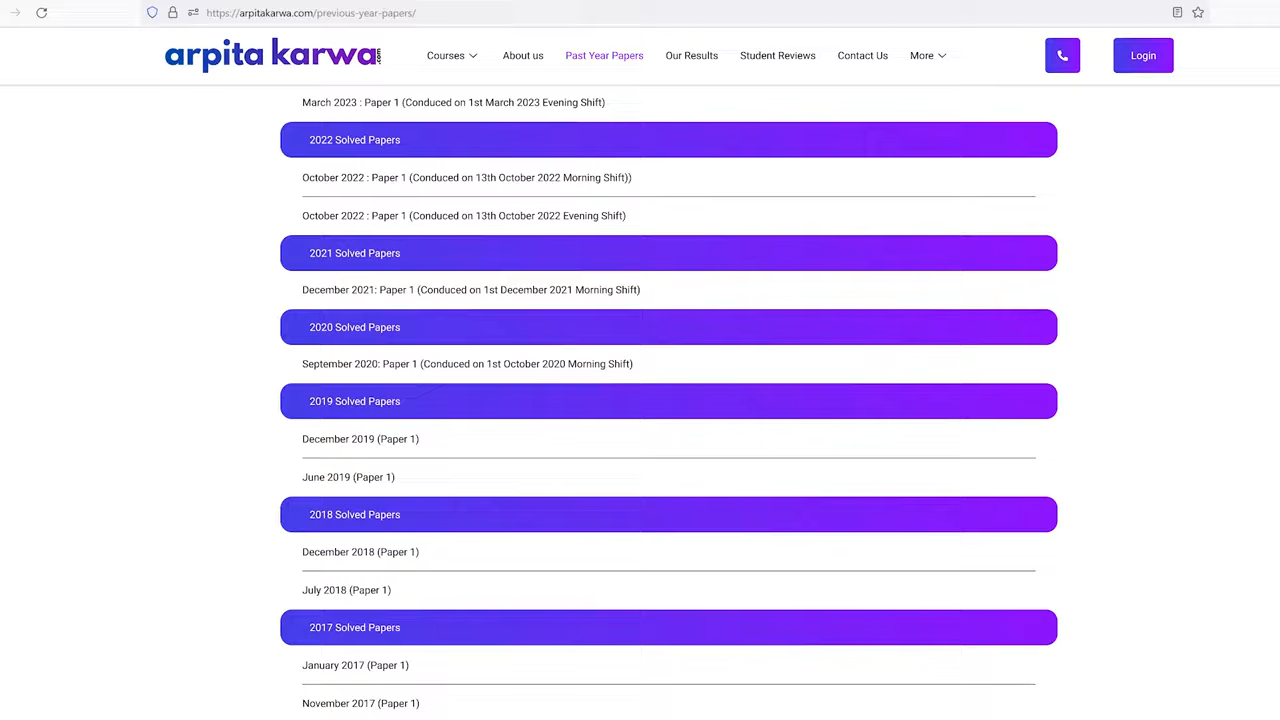 https://arpitakarwa.com/previous-year-papers/
arpita karwa.com
Courses
About us
Past Year Papers
Our Results
Student Reviews
Contact Us
More
Login
March 2023 : Paper 1 (Conduced on 1st March 2023 Evening Shift)
2022 Solved Papers
October 2022 : Paper 1 (Conduced on 13th October 2022 Morning Shift))
October 2022 : Paper 1 (Conduced on 13th October 2022 Evening Shift)
2021 Solved Papers
December 2021: Paper 1 (Conduced on 1st December 2021 Morning Shift)
2020 Solved Papers
September 2020: Paper 1 (Conduced on 1st October 2020 Morning Shift)
2019 Solved Papers
December 2019 (Paper 1)
June 2019 (Paper 1)
2018 Solved Papers
December 2018 (Paper 1)
July 2018 (Paper 1)
2017 Solved Papers
January 2017 (Paper 1)
November 2017 (Paper 1)